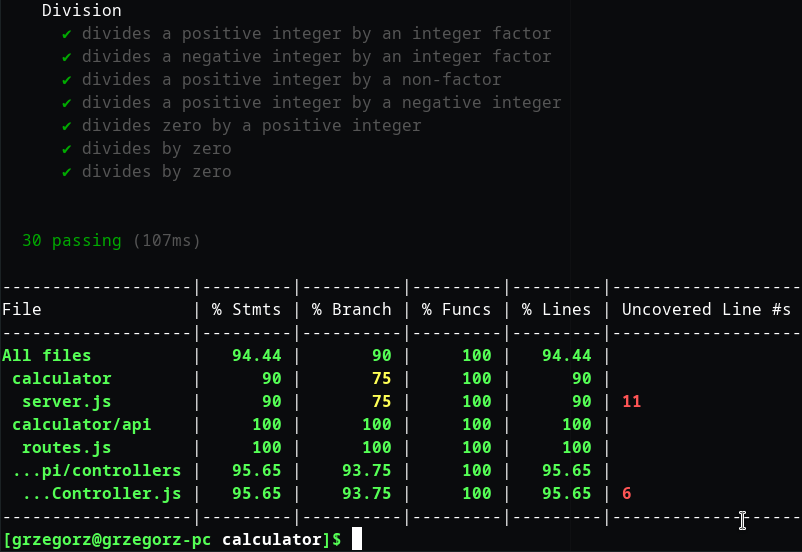 Division
✔ divides a positive integer by an integer factor
✔ divides a negative integer by an integer factor
✔ divides a positive integer by a non-factor
✔ divides a positive integer by a negative integer
✔ divides zero by a positive integer
✔ divides by zero
✔ divides by zero
30 passing (107ms)
-------------------|---------|----------|---------|---------|-------------------
File               | % Stmts | % Branch | % Funcs | % Lines | Uncovered Line #s
-------------------|---------|----------|---------|---------|-------------------
All files          |   94.44 |       90 |     100 |   94.44 |
 calculator        |      90 |       75 |     100 |      90 |
  server.js        |      90 |       75 |     100 |      90 | 11
 calculator/api    |     100 |      100 |     100 |     100 |
  routes.js        |     100 |      100 |     100 |     100 |
 ...pi/controllers |   95.65 |    93.75 |     100 |   95.65 |
  ...Controller.js |   95.65 |    93.75 |     100 |   95.65 | 6
-------------------|---------|----------|---------|---------|-------------------
[grzegorz@grzegorz-pc calculator]$